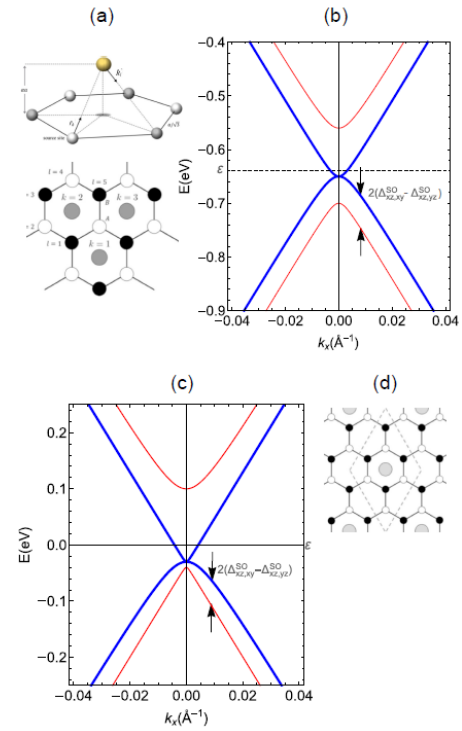 (a)
(b)
l = 4
l = 5
k = 2
k = 3
B
A
l = 1
k = 1
-0.4
-0.5
-0.6
ε
-0.7
-0.8
-0.9
E(eV)
2(Δ^SO_xz,xy - Δ^SO_xz,yz)
-0.04 -0.02 0.00 0.02 0.04
kx(Å⁻¹)
(c)
(d)
0.2
0.1
0.0
-0.1
-0.2
E(eV)
ε
2(Δ^SO_xz,xy - Δ^SO_xz,yz)
-0.04 -0.02 0.00 0.02 0.04
kx(Å⁻¹)